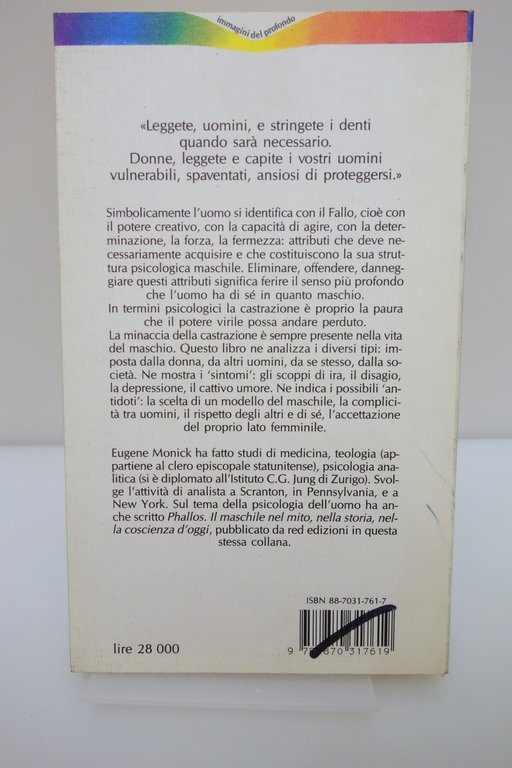 immagini del profondo
«Leggete, uomini, e stringete i denti
quando sarà necessario.
Donne, leggete e capite i vostri uomini
vulnerabili, spaventati, ansiosi di proteggersi.»
Simbolicamente l'uomo si identifica con il Fallo, cioè con
il potere creativo, con la capacità di agire, con la deter-
minazione, la forza, la fermezza: attributi che deve ne-
cessariamente acquisire e che costituiscono la sua strut-
tura psicologica maschile. Eliminare, offendere, danneg-
giare questi attributi significa ferire il senso più profondo
che l'uomo ha di sé in quanto maschio.
In termini psicologici la castrazione è proprio la paura
che il potere virile possa andare perduto.
La minaccia della castrazione è sempre presente nella vita
del maschio. Questo libro ne analizza i diversi tipi: im-
posta dalla donna, da altri uomini, da se stesso, dalla so-
cietà. Ne mostra i 'sintomi': gli scoppi di ira, il disagio,
la depressione, il cattivo umore. Ne indica i possibili 'an-
tidoti': la scelta di un modello del maschile, la complici-
tà tra uomini, il rispetto degli altri e di sé, l'accettazione
del proprio lato femminile.
Eugene Monick ha fatto studi di medicina, teologia (ap-
partiene al clero episcopale statunitense), psicologia ana-
litica (si è diplomato all'Istituto C.G. Jung di Zurigo). Svol-
ge l'attività di analista a Scranton, in Pennsylvania, e a
New York. Sul tema della psicologia dell'uomo ha an-
che scritto Phallos. Il maschile nel mito, nella storia, nel-
la coscienza d'oggi, pubblicato da red edizioni in questa
stessa collana.
ISBN 88-7031-761-7
lire 28 000
317619